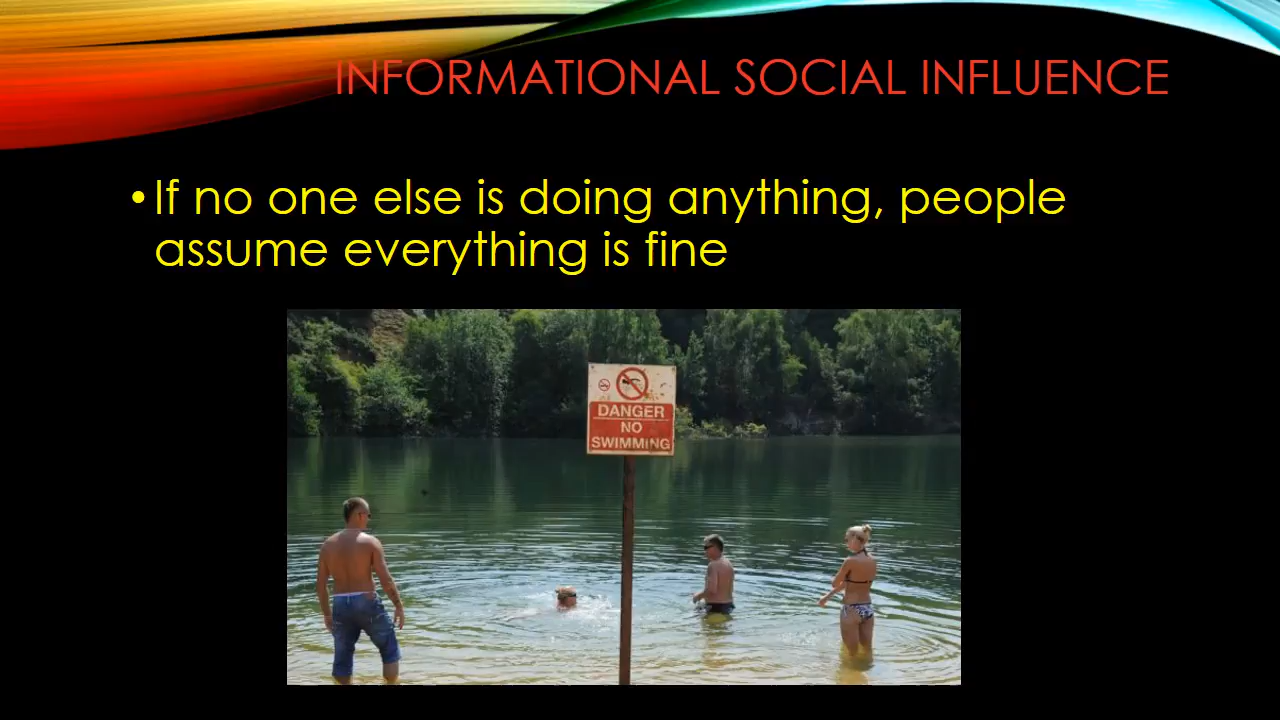 INFORMATIONAL SOCIAL INFLUENCE
•If no one else is doing anything, people
assume everything is fine
DANGER
NO
SWIMMING